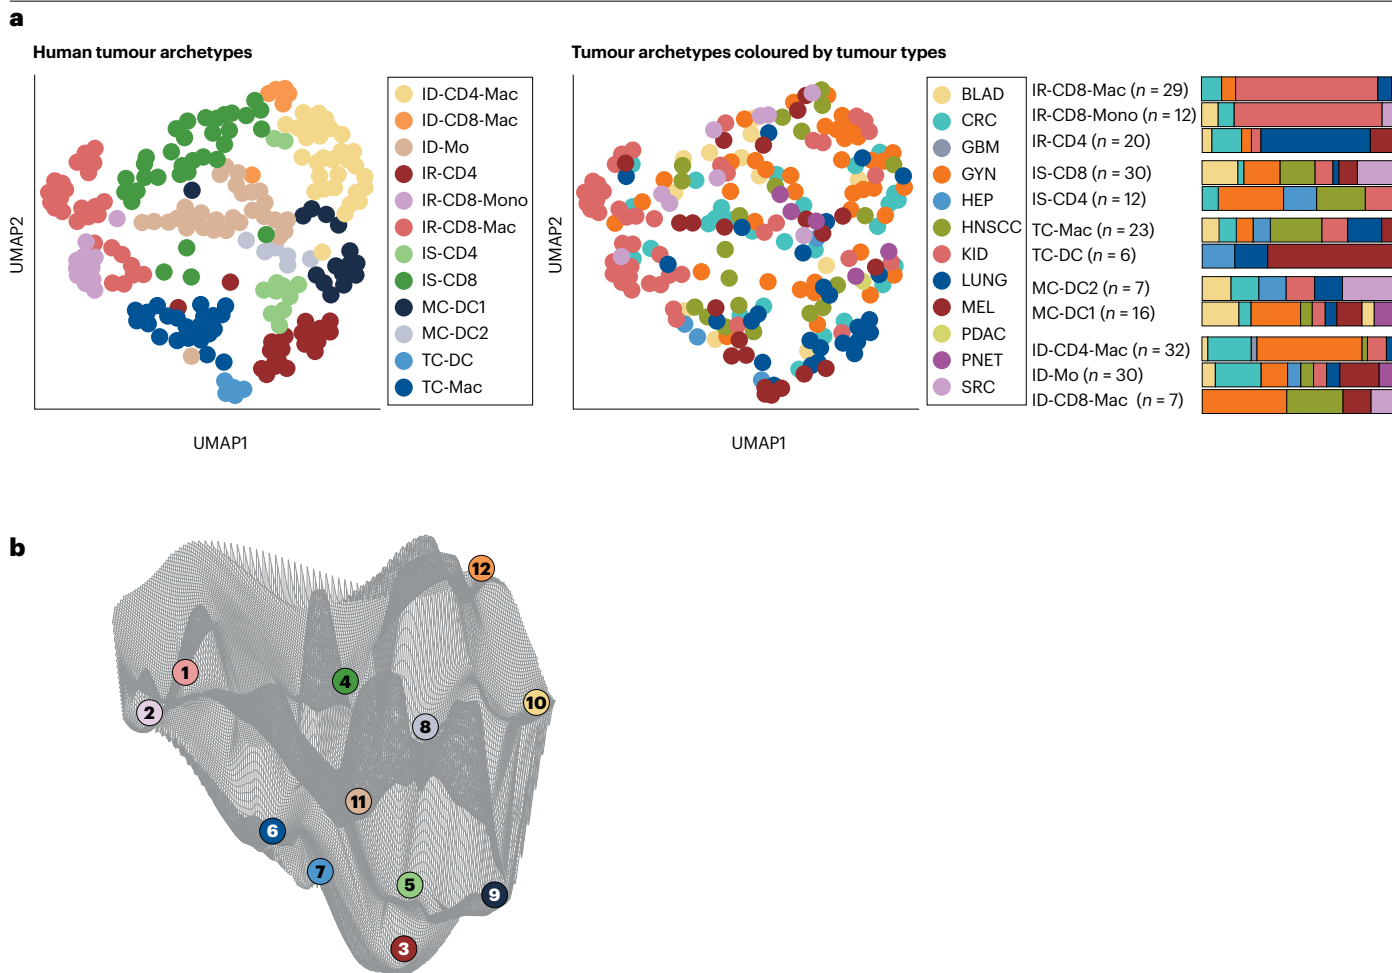 a
Human tumour archetypes
UMAP2
UMAP1
ID-CD4-Mac
ID-CD8-Mac
ID-Mo
IR-CD4
IR-CD8-Mono
IR-CD8-Mac
IS-CD4
IS-CD8
MC-DC1
MC-DC2
TC-DC
TC-Mac
Tumour archetypes coloured by tumour types
UMAP2
UMAP1
BLAD
CRC
GBM
GYN
HEP
HNSCC
KID
LUNG
MEL
PDAC
PNET
SRC
IR-CD8-Mac (n = 29)
IR-CD8-Mono (n = 12)
IR-CD4 (n = 20)
IS-CD8 (n = 30)
IS-CD4 (n = 12)
TC-Mac (n = 23)
TC-DC (n = 6)
MC-DC2 (n = 7)
MC-DC1 (n = 16)
ID-CD4-Mac (n = 32)
ID-Mo (n = 30)
ID-CD8-Mac (n = 7)
b
12
1
4
10
2
8
11
6
7
5
9
3